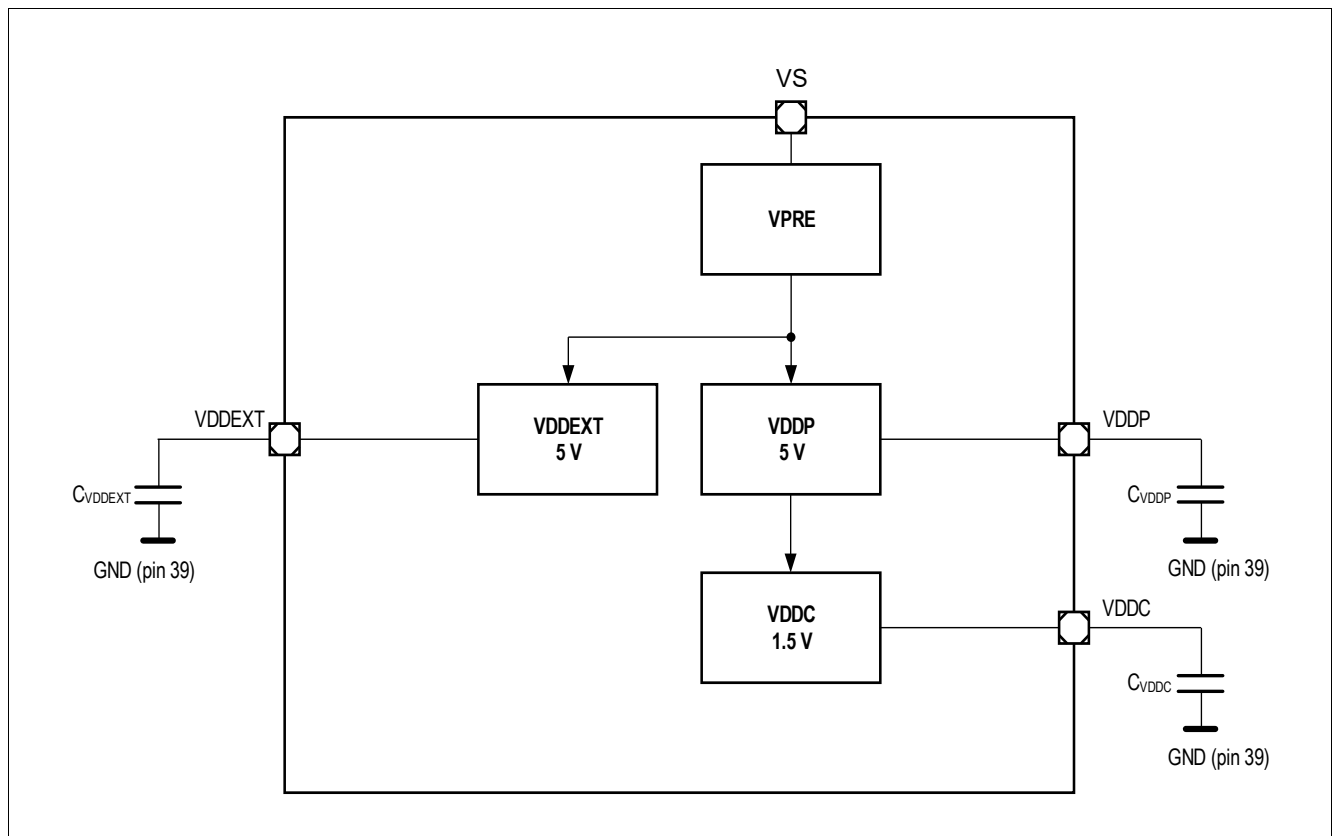 VS
VPRE
VDDEXT
VDDEXT
5 V
VDDP
5 V
VDDP
CVDDEXT
GND (pin 39)
CVDDP
GND (pin 39)
VDDC
1.5 V
VDDC
CVDDC
GND (pin 39)